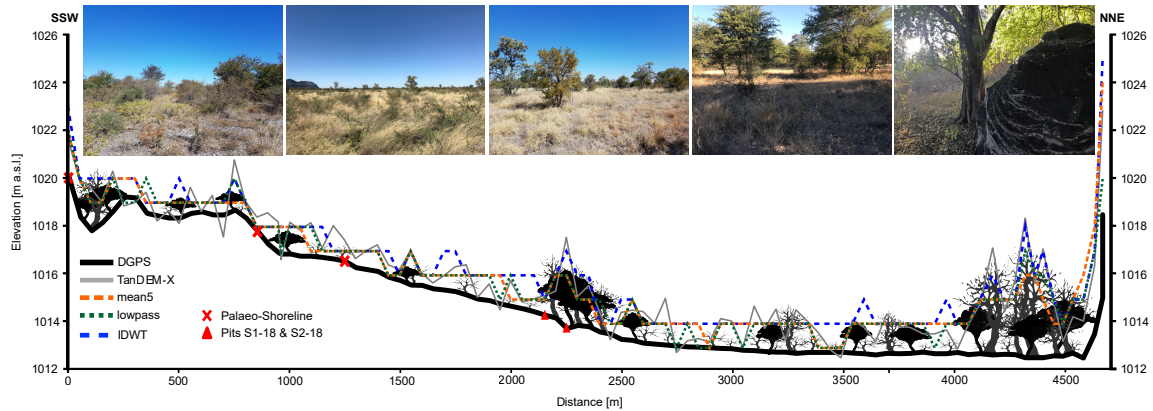 SSW
NNE
1026
1024
1022
1020
1018
1016
1014
1012
Elevation [m a.s.l.]
DGPS
TanDEM-X
mean5
lowpass
IDWT
Palaeo-Shoreline
Pits S1-18 & S2-18
1026
1024
1022
1020
1018
1016
1014
1012
0
500
1000
1500
2000
2500
3000
3500
4000
4500
Distance [m]